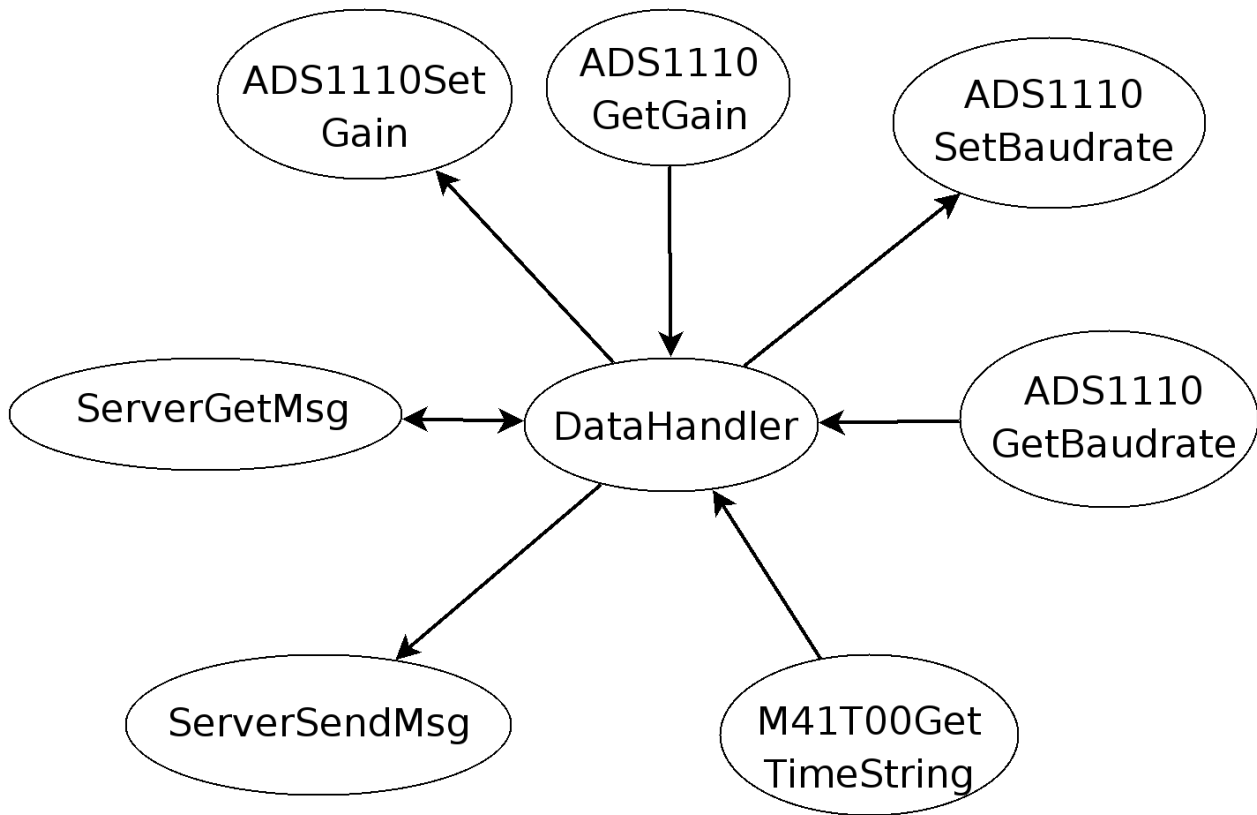 ADS1110Set
Gain
ADS1110
GetGain
ADS1110
SetBaudrate
ServerGetMsg
DataHandler
ADS1110
GetBaudrate
ServerSendMsg
M41T00Get
TimeString